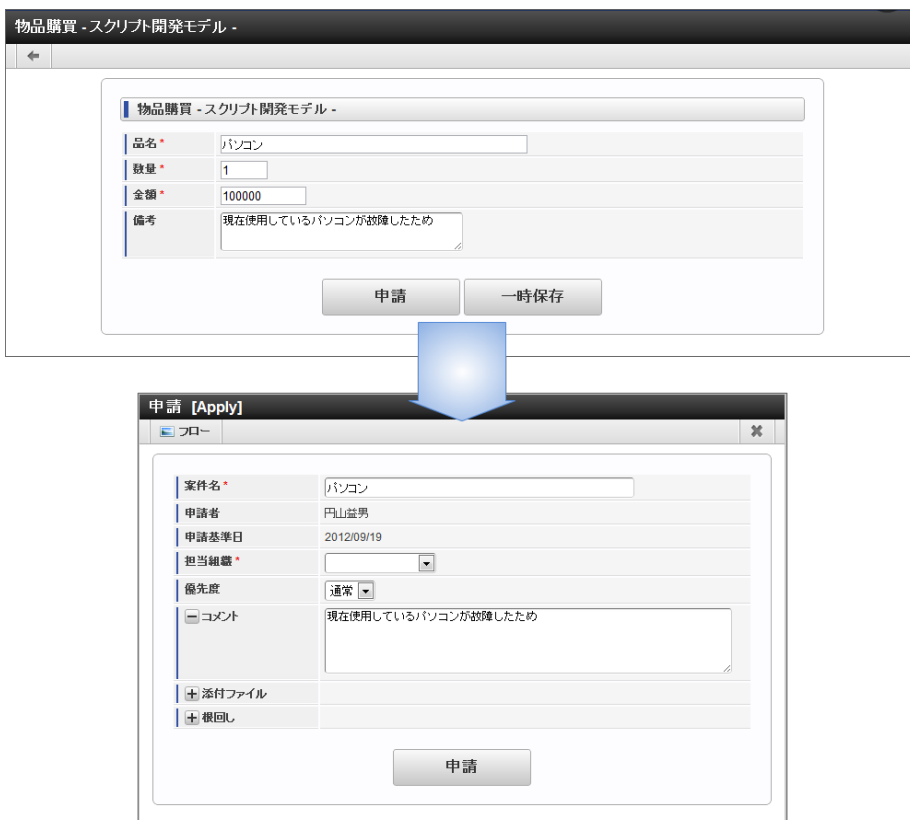 物品購買 - スクリプト開発モデル -
物品購買 - スクリプト開発モデル -
品名* パソコン
数量* 1
金額* 100000
備考 現在使用しているパソコンが故障したため
申請 一時保存
申請 [Apply]
フロー
案件名* パソコン
申請者 円山益男
申請基準日 2012/09/19
担当組織*
優先度 通常
コメント 現在使用しているパソコンが故障したため
添付ファイル
根回し
申請